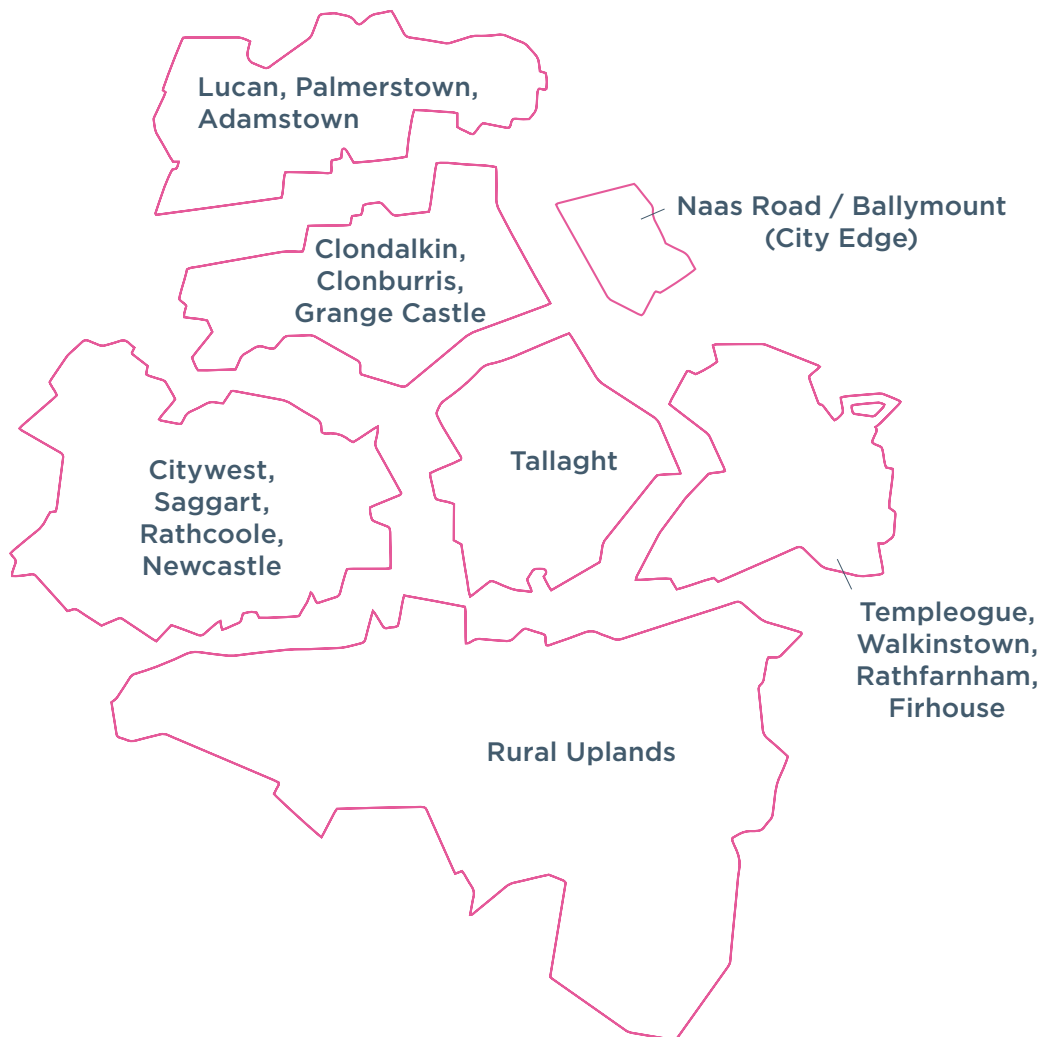 Lucan, Palmerstown,
Adamstown
Naas Road / Ballymount
(City Edge)
Clondalkin,
Clonburris,
Grange Castle
Citywest,
Saggart,
Rathcoole,
Newcastle
Tallaght
Templeogue,
Walkinstown,
Rathfarnham,
Firhouse
Rural Uplands